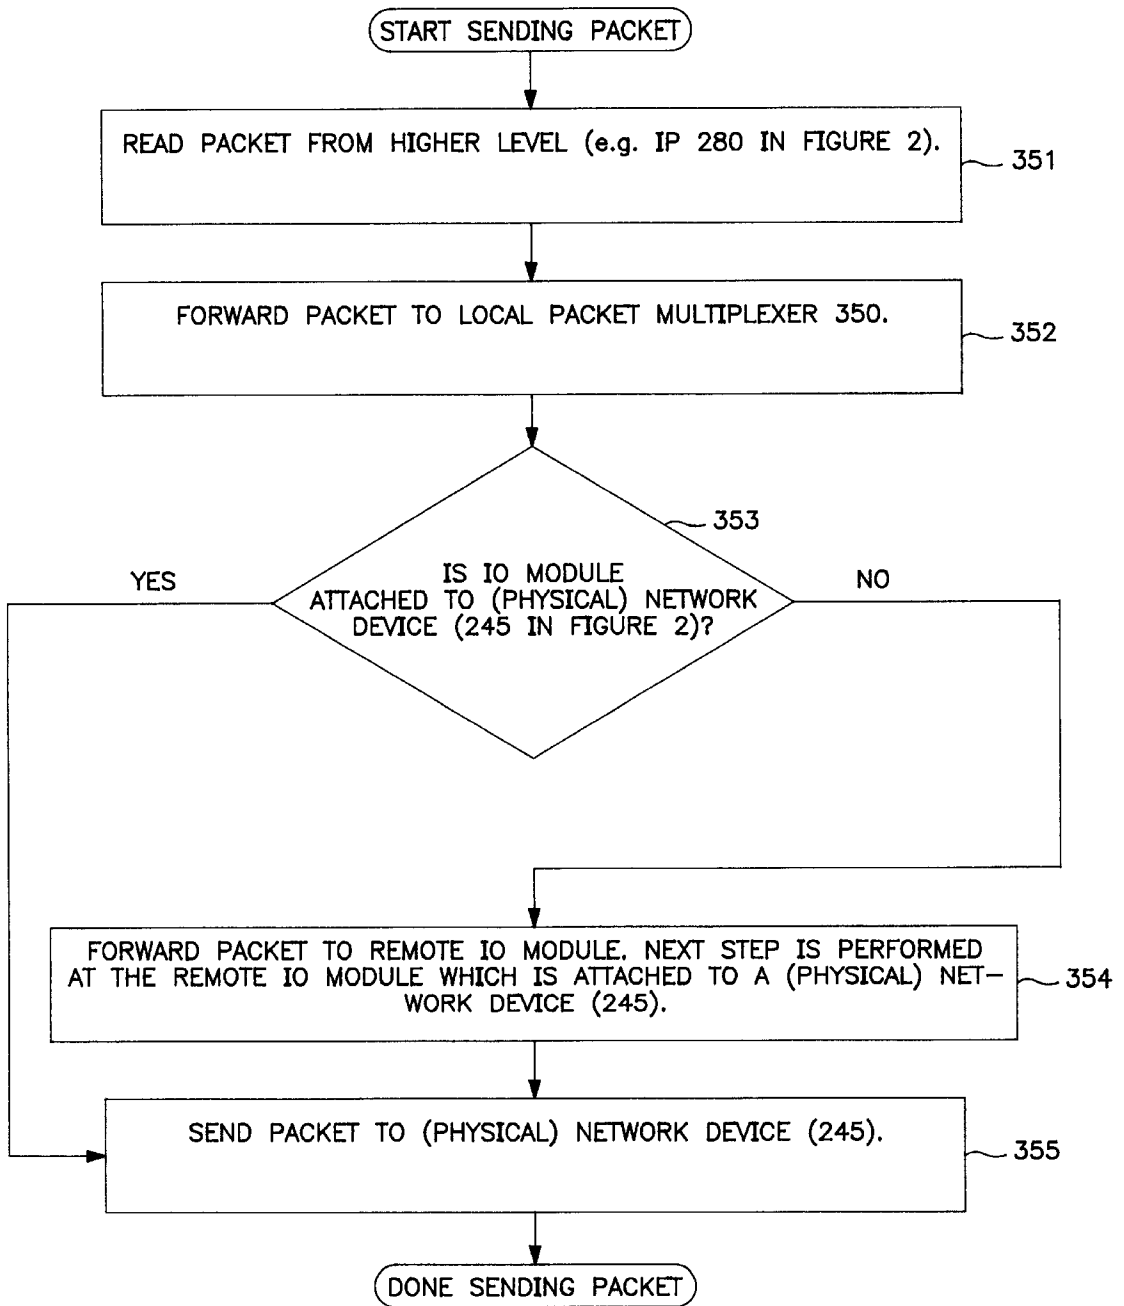 START SENDING PACKET
READ PACKET FROM HIGHER LEVEL (e.g. IP 280 IN FIGURE 2).
351
FORWARD PACKET TO LOCAL PACKET MULTIPLEXER 350.
352
353
IS IO MODULE
ATTACHED TO (PHYSICAL) NETWORK
DEVICE (245 IN FIGURE 2)?
YES
NO
FORWARD PACKET TO REMOTE IO MODULE. NEXT STEP IS PERFORMED
AT THE REMOTE IO MODULE WHICH IS ATTACHED TO A (PHYSICAL) NET-
WORK DEVICE (245).
354
SEND PACKET TO (PHYSICAL) NETWORK DEVICE (245).
355
DONE SENDING PACKET